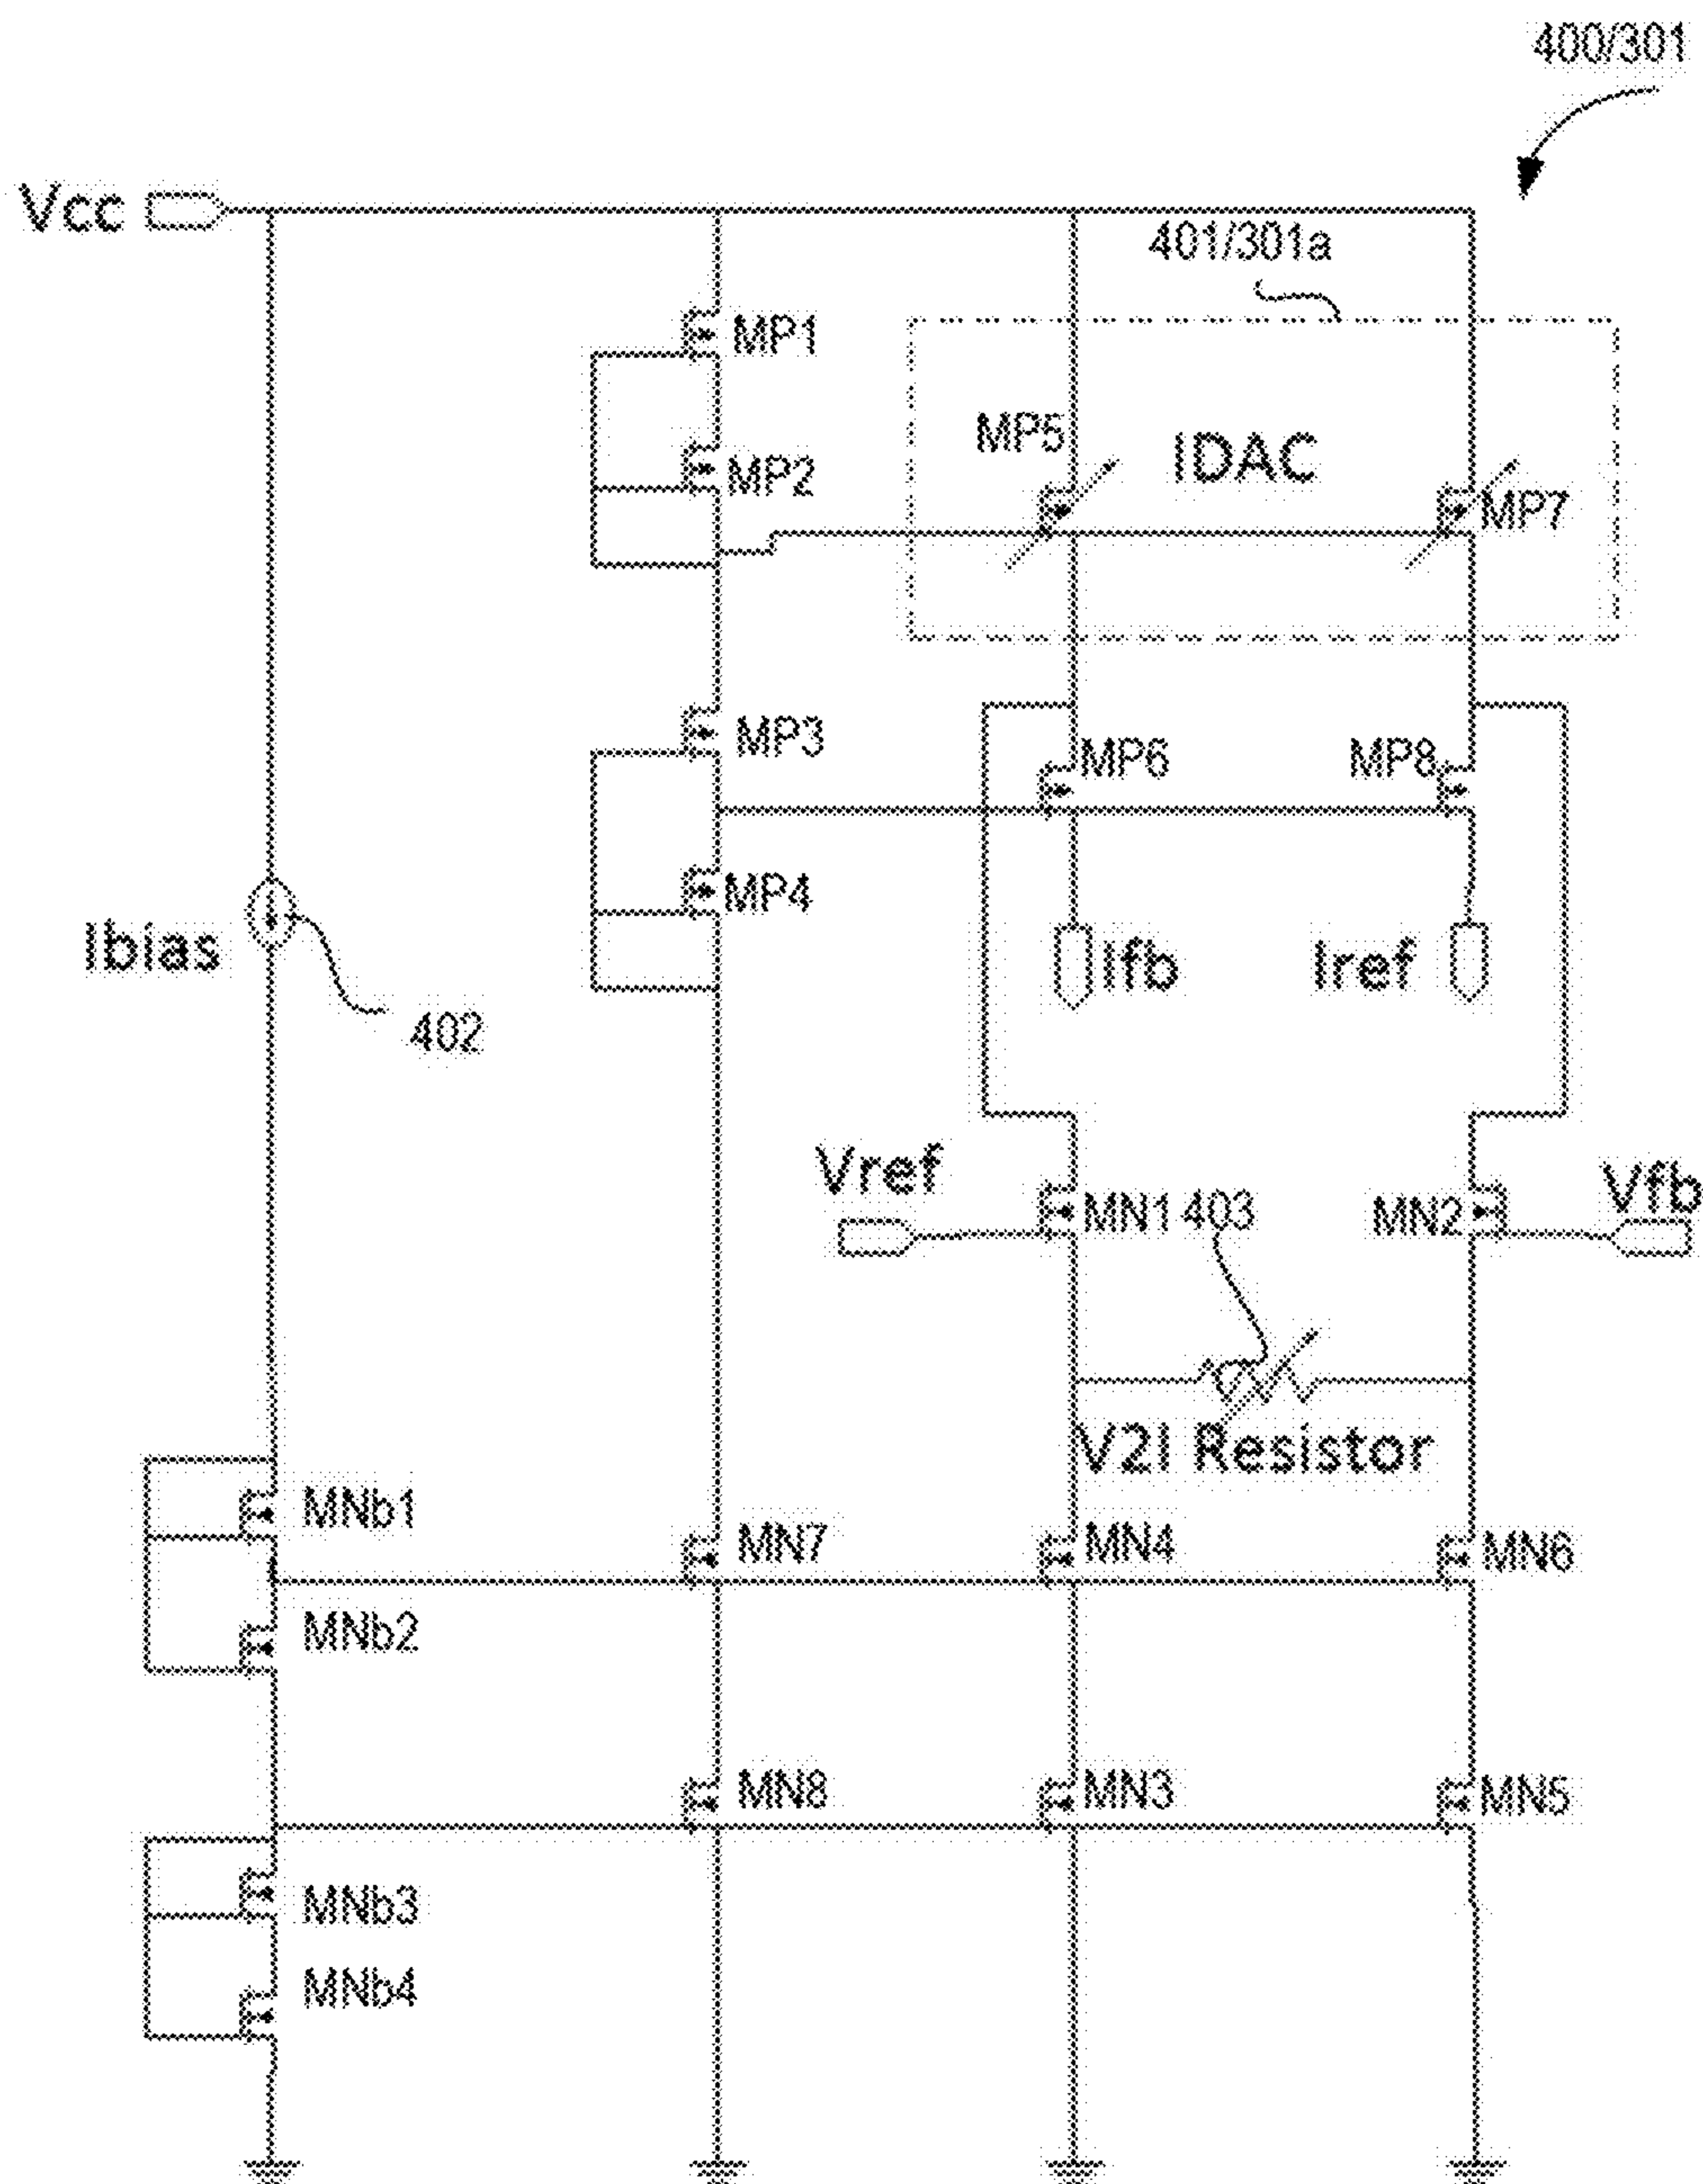 400/301
Vcc
401/301a
MP1
MP5
IDAC
MP2
MP7
MP3
MP6
MP8
MP4
Ibias
Ifb
Iref
402
Vref
Vfb
MN1
403
MN2
V2I Resistor
MNb1
MN7
MN4
MN6
MNb2
MN8
MN3
MN5
MNb3
MNb4